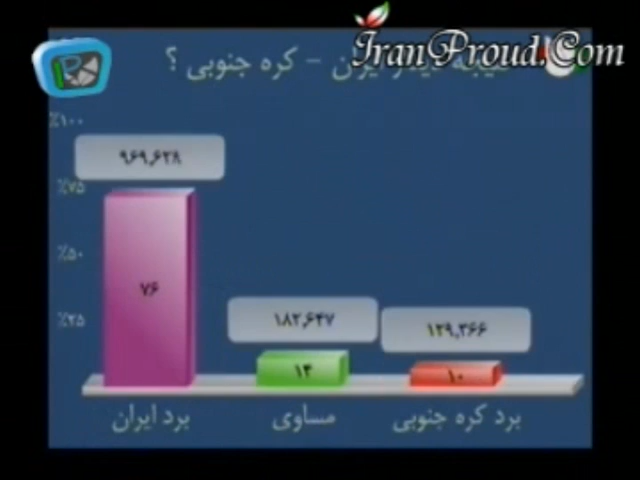 IranProud.Com
ایران – کره جنوبی ؟
٪۱۰۰
۹۶۹,۶۲۸
٪۷۵
٪۵۰
۷۶
٪۲۵
۱۸۲,۶۴۷
۱۲۹,۳۶۶
۱۴
۱۰
برد ایران
مساوی
برد کره جنوبی